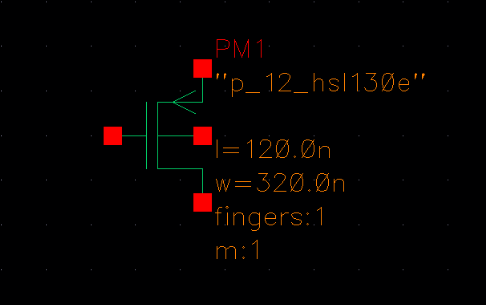 PM1
"p_12_hsl130e"
l=120.0n
w=320.0n
fingers:1
m:1